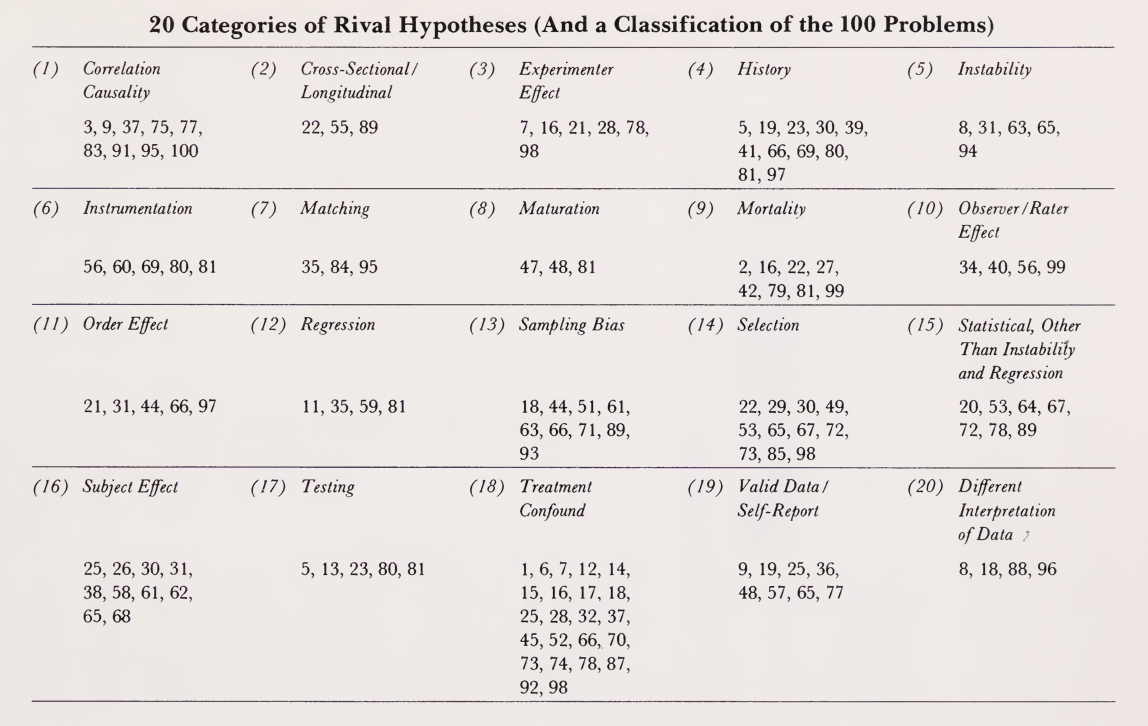 20 Categories of Rival Hypotheses (And a Classification of the 100 Problems)
(1) Correlation
Causality
3, 9, 37, 75, 77,
83, 91, 95, 100
(2) Cross-Sectional/
Longitudinal
22, 55, 89
(3) Experimenter
Effect
7, 16, 21, 28, 78,
98
(4) History
5, 19, 23, 30, 39,
41, 66, 69, 80,
81, 97
(5) Instability
8, 31, 63, 65,
94
(6) Instrumentation
56, 60, 69, 80, 81
(7) Matching
35, 84, 95
(8) Maturation
47, 48, 81
(9) Mortality
2, 16, 22, 27,
42, 79, 81, 99
(10) Observer/Rater
Effect
34, 40, 56, 99
(11) Order Effect
21, 31, 44, 66, 97
(12) Regression
11, 35, 59, 81
(13) Sampling Bias
18, 44, 51, 61,
63, 66, 71, 89,
93
(14) Selection
22, 29, 30, 49,
53, 65, 67, 72,
73, 85, 98
(15) Statistical, Other
Than Instability
and Regression
20, 53, 64, 67,
72, 78, 89
(16) Subject Effect
25, 26, 30, 31,
38, 58, 61, 62,
65, 68
(17) Testing
5, 13, 23, 80, 81
(18) Treatment
Confound
1, 6, 7, 12, 14,
15, 16, 17, 18,
25, 28, 32, 37,
45, 52, 66, 70,
73, 74, 78, 87,
92, 98
(19) Valid Data/
Self-Report
9, 19, 25, 36,
48, 57, 65, 77
(20) Different
Interpretation
of Data
8, 18, 88, 96